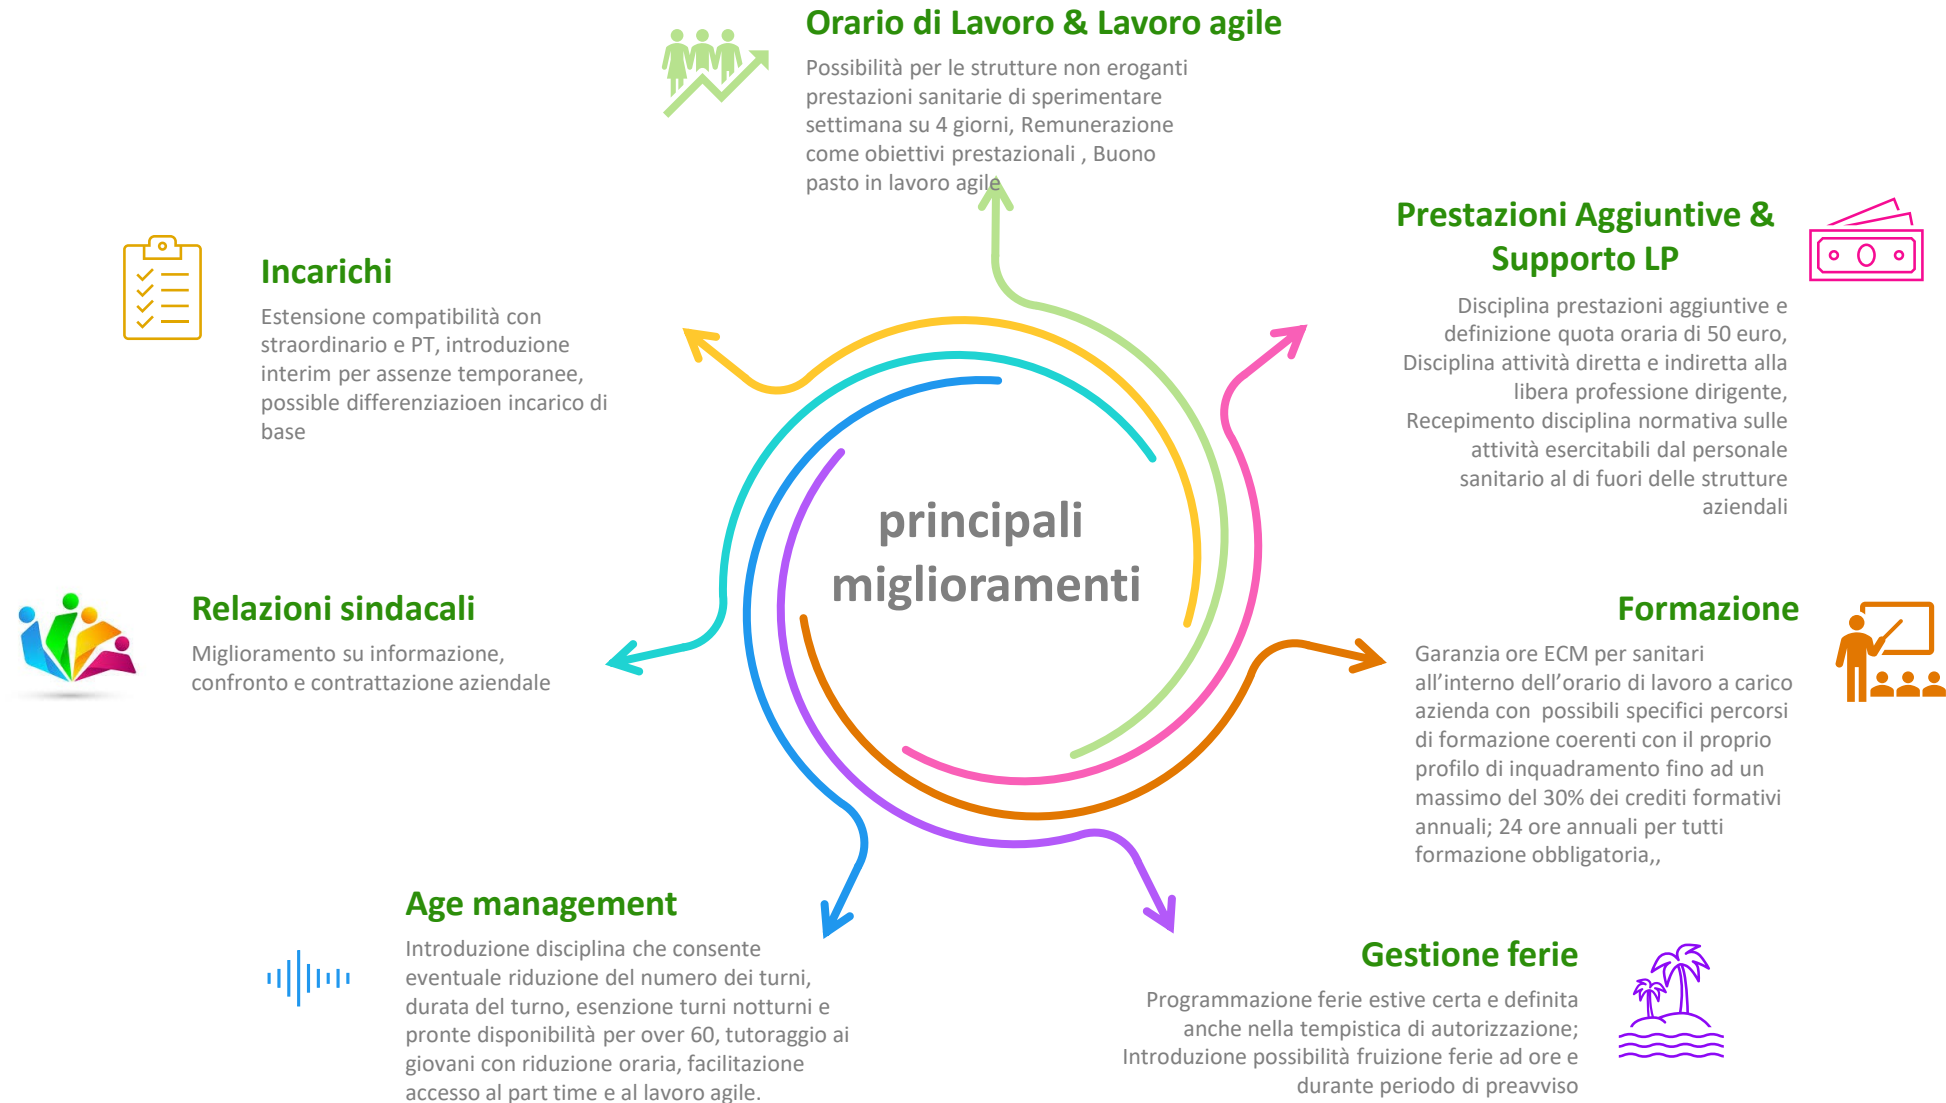 Orario di Lavoro & Lavoro agile
Possibilità per le strutture non eroganti
prestazioni sanitarie di sperimentare
settimana su 4 giorni, Remunerazione
come obiettivi prestazionali , Buono
pasto in lavoro agile
Prestazioni Aggiuntive &
Supporto LP
Disciplina prestazioni aggiuntive e
definizione quota oraria di 50 euro,
Disciplina attività diretta e indiretta alla
libera professione dirigente,
Recepimento disciplina normativa sulle
attività esercitabili dal personale
sanitario al di fuori delle strutture
aziendali
Incarichi
Estensione compatibilità con
straordinario e PT, introduzione
interim per assenze temporanee,
possible differenziazioen incarico di
base
principali
miglioramenti
Relazioni sindacali
Miglioramento su informazione,
confronto e contrattazione aziendale
Formazione
Garanzia ore ECM per sanitari
all’interno dell’orario di lavoro a carico
azienda con  possibili specifici percorsi
di formazione coerenti con il proprio
profilo di inquadramento fino ad un
massimo del 30% dei crediti formativi
annuali; 24 ore annuali per tutti
formazione obbligatoria,,
Age management
Introduzione disciplina che consente
eventuale riduzione del numero dei turni,
durata del turno, esenzione turni notturni e
pronte disponibilità per over 60, tutoraggio ai
giovani con riduzione oraria, facilitazione
accesso al part time e al lavoro agile.
Gestione ferie
Programmazione ferie estive certa e definita
anche nella tempistica di autorizzazione;
Introduzione possibilità fruizione ferie ad ore e
durante periodo di preavviso